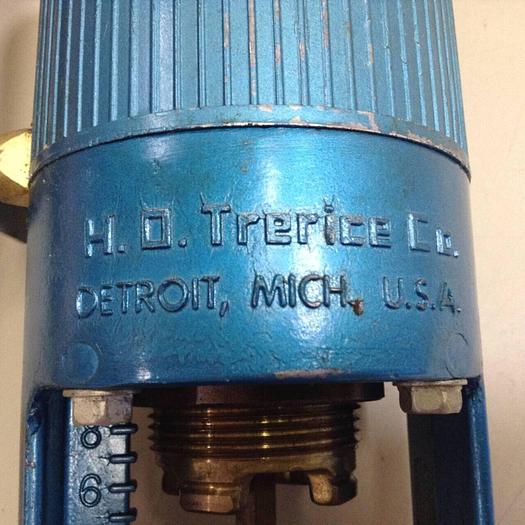 H. O. Trerice Co.
DETROIT, MICH. U.S.A.
8
6